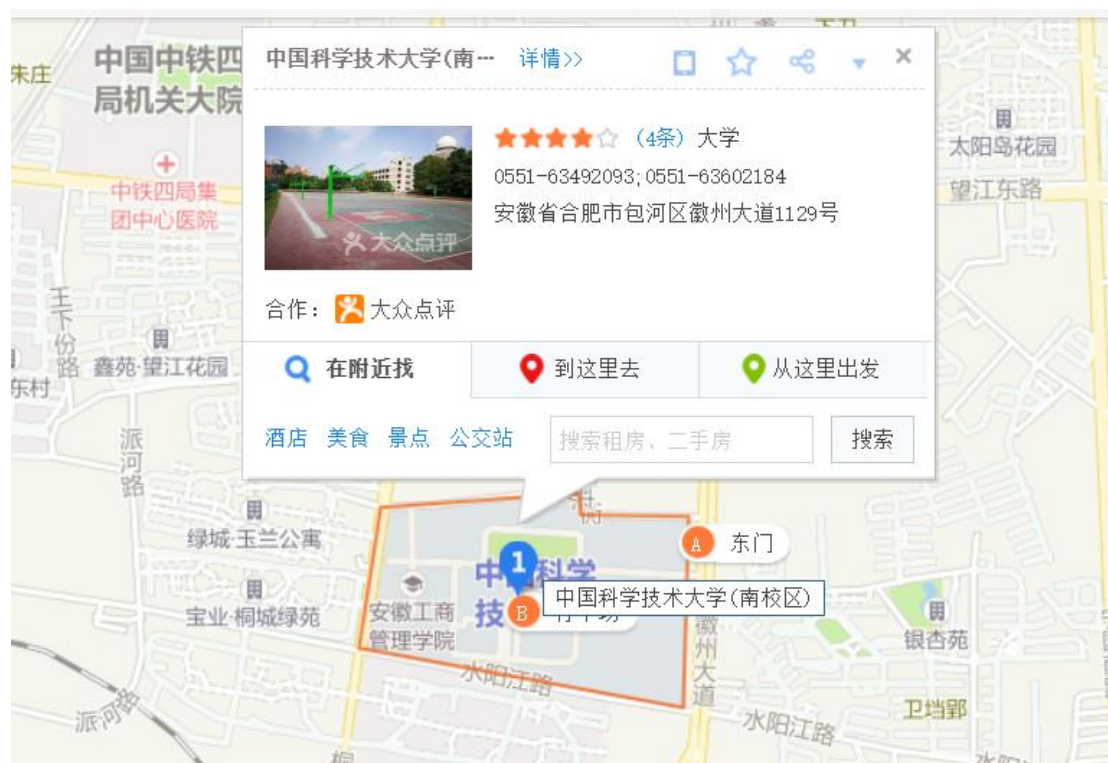 中国中铁四
局机关大院
朱庄
中国科学技术大学(南… 详情>>
(4条) 大学
0551-63492093;0551-63602184
安徽省合肥市包河区徽州大道1129号
大众点评
合作: 大众点评
在附近找 到这里去 从这里出发
酒店 美食 景点 公交站 搜索租房、二手房 搜索
太阳岛花园
望江东路
中铁四局集
团中心医院
王下份路
鑫苑·望江花园
东村
派河路
绿城·玉兰公寓
A 东门
1
中国科学
技
B
中国科学技术大学(南校区)
安徽工商
管理学院
宝业·桐城绿苑
徽州大道
银杏苑
水阳江路
派河路
水阳江路
卫垱郢
桐